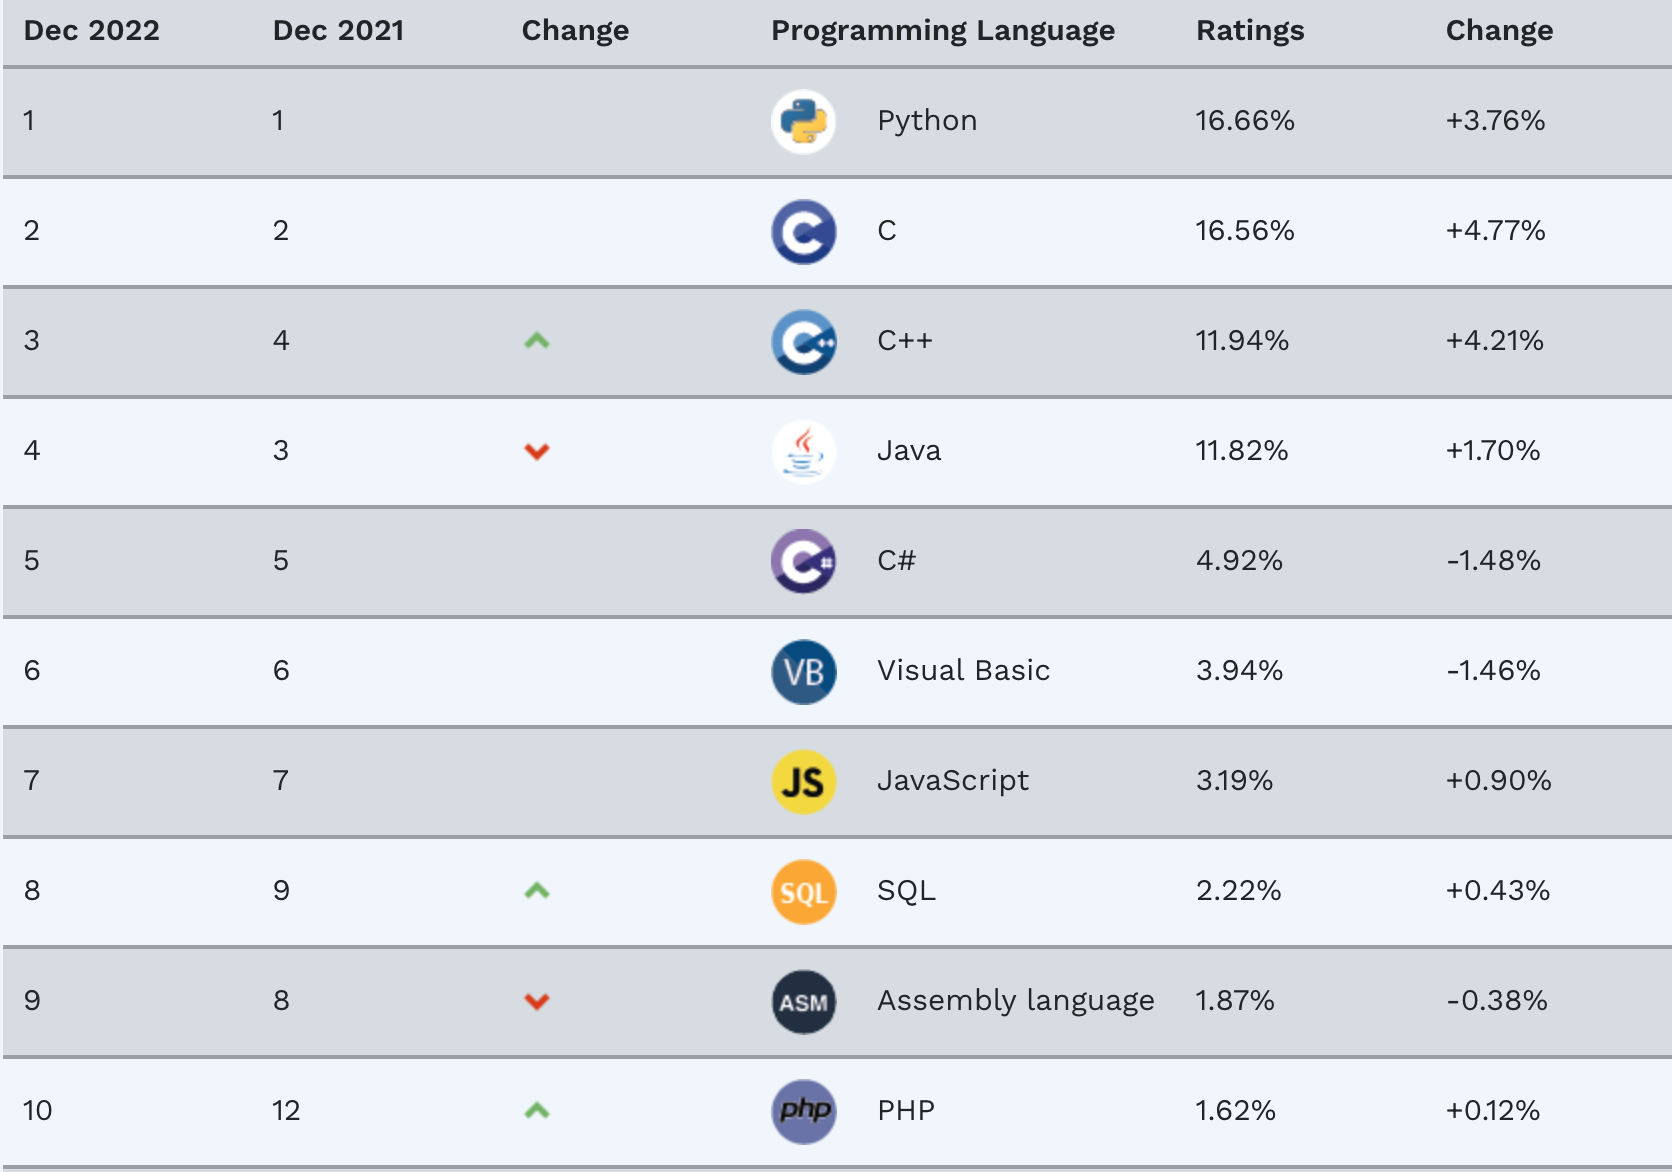 Dec 2022 Dec 2021 Change Programming Language Ratings Change
1 1 Python 16.66% +3.76%
2 2 C C 16.56% +4.77%
3 4 C++ C++ 11.94% +4.21%
4 3 Java 11.82% +1.70%
5 5 C# C# 4.92% -1.48%
6 6 VB Visual Basic 3.94% -1.46%
7 7 JS JavaScript 3.19% +0.90%
8 9 SQL SQL 2.22% +0.43%
9 8 ASM Assembly language 1.87% -0.38%
10 12 php PHP 1.62% +0.12%